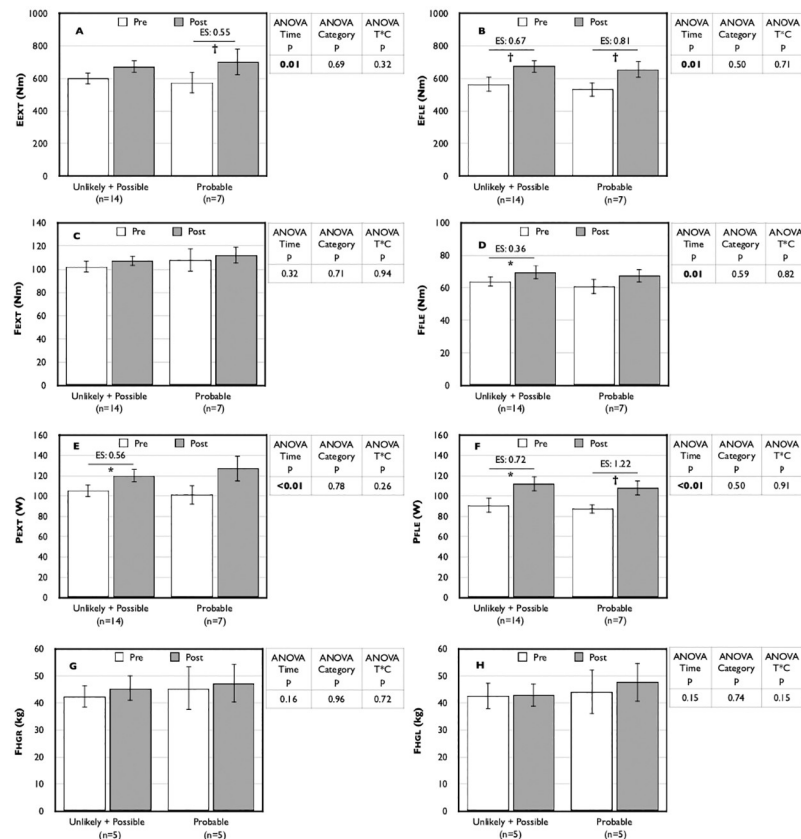 A
Pre Post
ES: 0.55
†
1000
800
600
400
200
0
EEXT (Nm)
Unlikely + Possible Probable
(n=14) (n=7)
ANOVA ANOVA ANOVA
Time Category T*C
P P P
0.01 0.69 0.32
B
Pre Post
ES: 0.67 ES: 0.81
† †
1000
800
600
400
200
0
EFLE (Nm)
Unlikely + Possible Probable
(n=14) (n=7)
ANOVA ANOVA ANOVA
Time Category T*C
P P P
0.01 0.50 0.71
C
Pre Post
140
120
100
80
60
40
20
0
FEXT (Nm)
Unlikely + Possible Probable
(n=14) (n=7)
ANOVA ANOVA ANOVA
Time Category T*C
P P P
0.32 0.71 0.94
D
Pre Post
ES: 0.36
*
100
80
60
40
20
0
FFLE (Nm)
Unlikely + Possible Probable
(n=14) (n=7)
ANOVA ANOVA ANOVA
Time Category T*C
P P P
0.01 0.59 0.82
E
Pre Post
ES: 0.56
*
160
140
120
100
80
60
40
20
0
PEXT (W)
Unlikely + Possible Probable
(n=14) (n=7)
ANOVA ANOVA ANOVA
Time Category T*C
P P P
<0.01 0.78 0.26
F
Pre Post
ES: 0.72 ES: 1.22
* †
160
140
120
100
80
60
40
20
0
PFLE (W)
Unlikely + Possible Probable
(n=14) (n=7)
ANOVA ANOVA ANOVA
Time Category T*C
P P P
<0.01 0.50 0.91
G
Pre Post
60
50
40
30
20
10
0
FHGR (kg)
Unlikely + Possible Probable
(n=5) (n=5)
ANOVA ANOVA ANOVA
Time Category T*C
P P P
0.16 0.96 0.72
H
Pre Post
60
50
40
30
20
10
0
FHGL (kg)
Unlikely + Possible Probable
(n=5) (n=5)
ANOVA ANOVA ANOVA
Time Category T*C
P P P
0.15 0.74 0.15